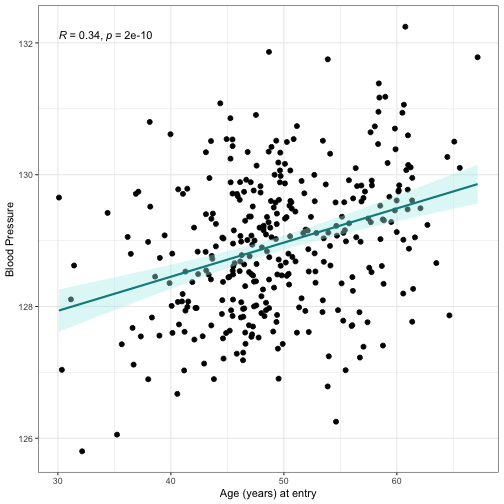 R = 0.34, p = 2e-10
132
130
128
126
Blood Pressure
30 40 50 60
Age (years) at entry